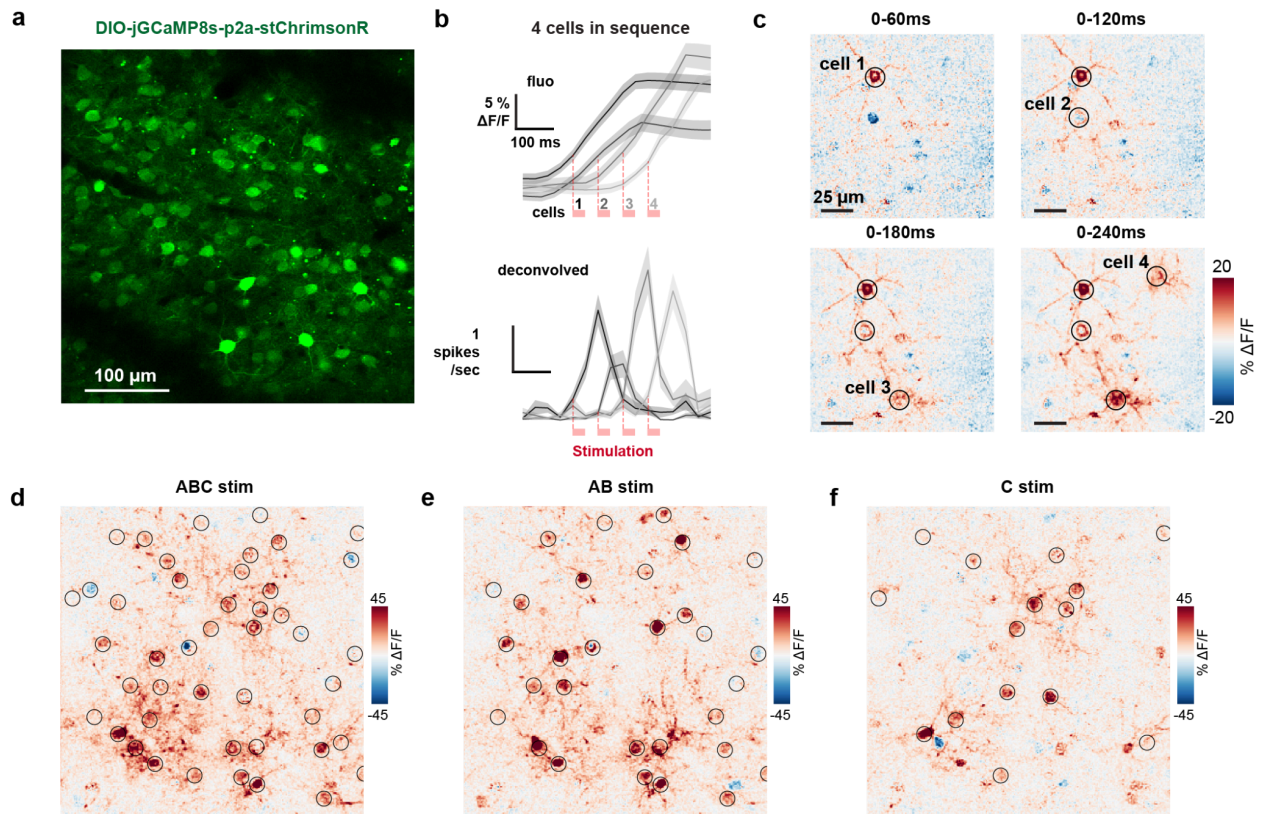 a
DIO-jGCaMP8s-p2a-stChrimsonR
100 µm
b
4 cells in sequence
fluo
5 %
ΔF/F
100 ms
cells
1
2
3
4
deconvolved
1
spikes
/sec
Stimulation
c
0-60ms
0-120ms
cell 1
cell 2
25 µm
0-180ms
0-240ms
cell 3
cell 4
20
% ΔF/F
-20
d
ABC stim
45
% ΔF/F
-45
e
AB stim
45
% ΔF/F
-45
f
C stim
45
% ΔF/F
-45